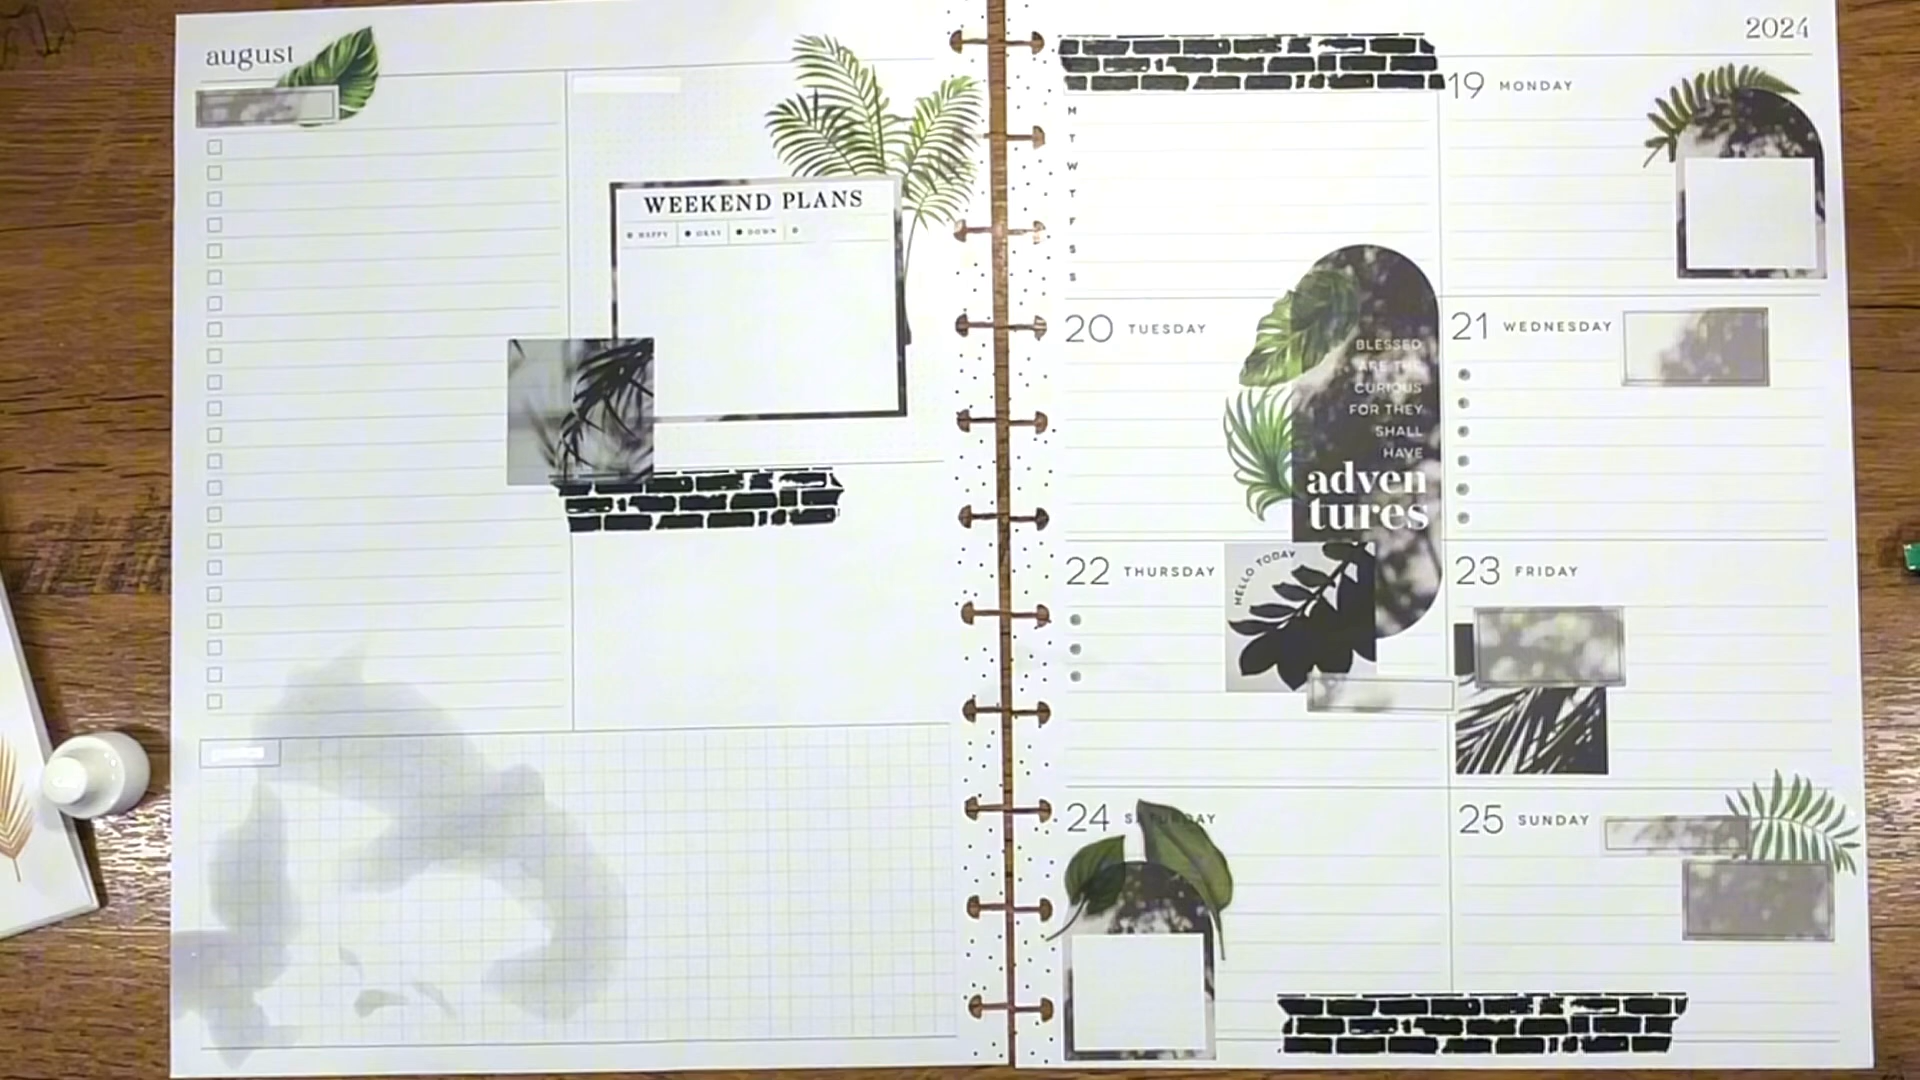 august
WEEKEND PLANS
HAPPY OKAY DOWN
2024
M
T
W
T
F
S
S
19 MONDAY
20 TUESDAY
BLESSED
ARE THE
CURIOUS
FOR THEY
SHALL
HAVE
adven
tures
21 WEDNESDAY
22 THURSDAY
HELLO TODAY
23 FRIDAY
24 SATURDAY
25 SUNDAY